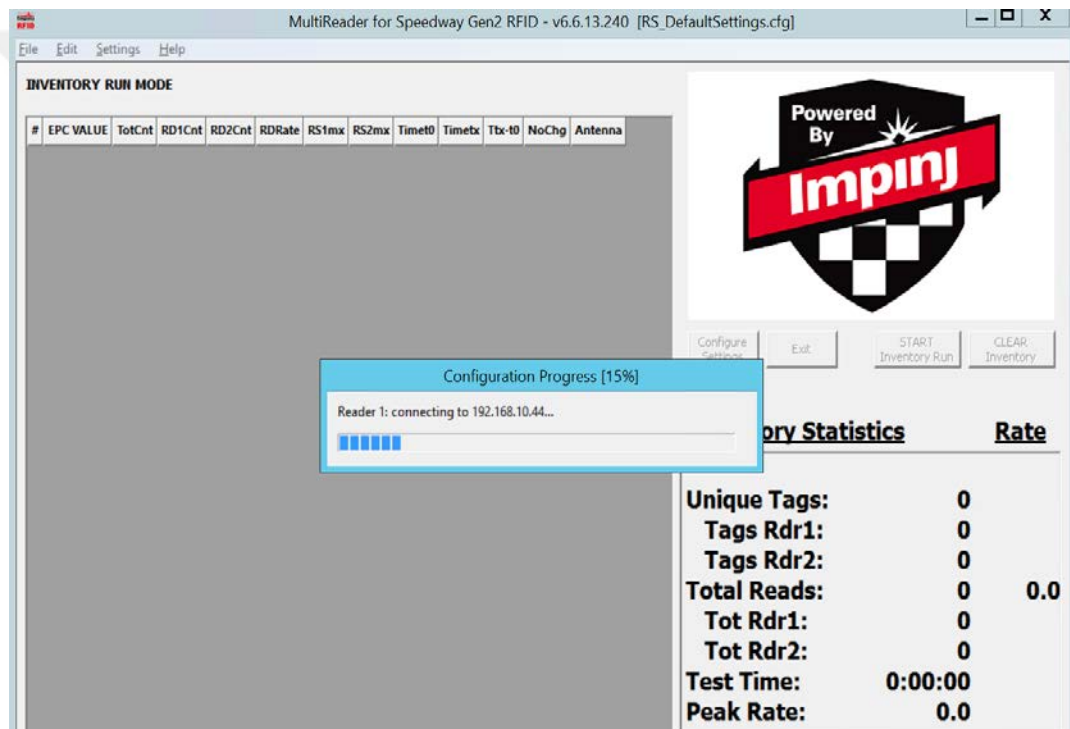 RFID
MultiReader for Speedway Gen2 RFID - v6.6.13.240 [RS_DefaultSettings.cfg]
File Edit Settings Help
INVENTORY RUN MODE
# EPC VALUE TotCnt RD1Cnt RD2Cnt RDRate RS1mx RS2mx Timet0 Timetx Ttx-t0 NoChg Antenna
Powered
By
Impinj
Configure
Settings
Exit
START
Inventory Run
CLEAR
Inventory
Configuration Progress [15%]
Reader 1: connecting to 192.168.10.44...
ory Statistics Rate
Unique Tags: 0
Tags Rdr1: 0
Tags Rdr2: 0
Total Reads: 0 0.0
Tot Rdr1: 0
Tot Rdr2: 0
Test Time: 0:00:00
Peak Rate: 0.0